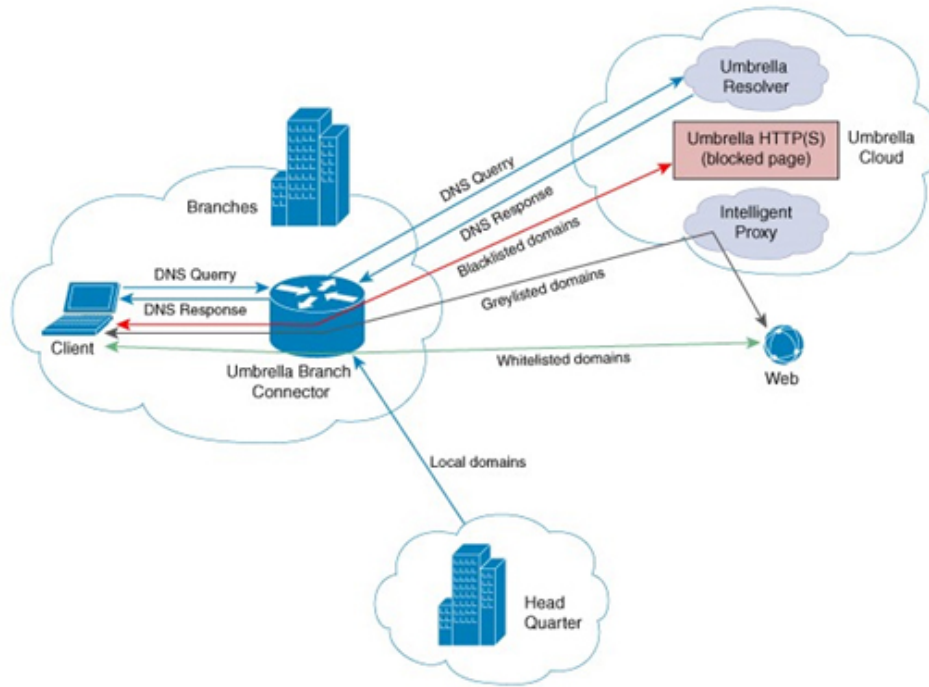 Umbrella
Resolver
Umbrella HTTP(S)
(blocked page)
Umbrella
Cloud
Intelligent
Proxy
Branches
DNS Querry
DNS Response
Blacklisted domains
Greylisted domains
DNS Querry
DNS Response
Client
Umbrella Branch
Connector
Whitelisted domains
Web
Local domains
Head
Quarter